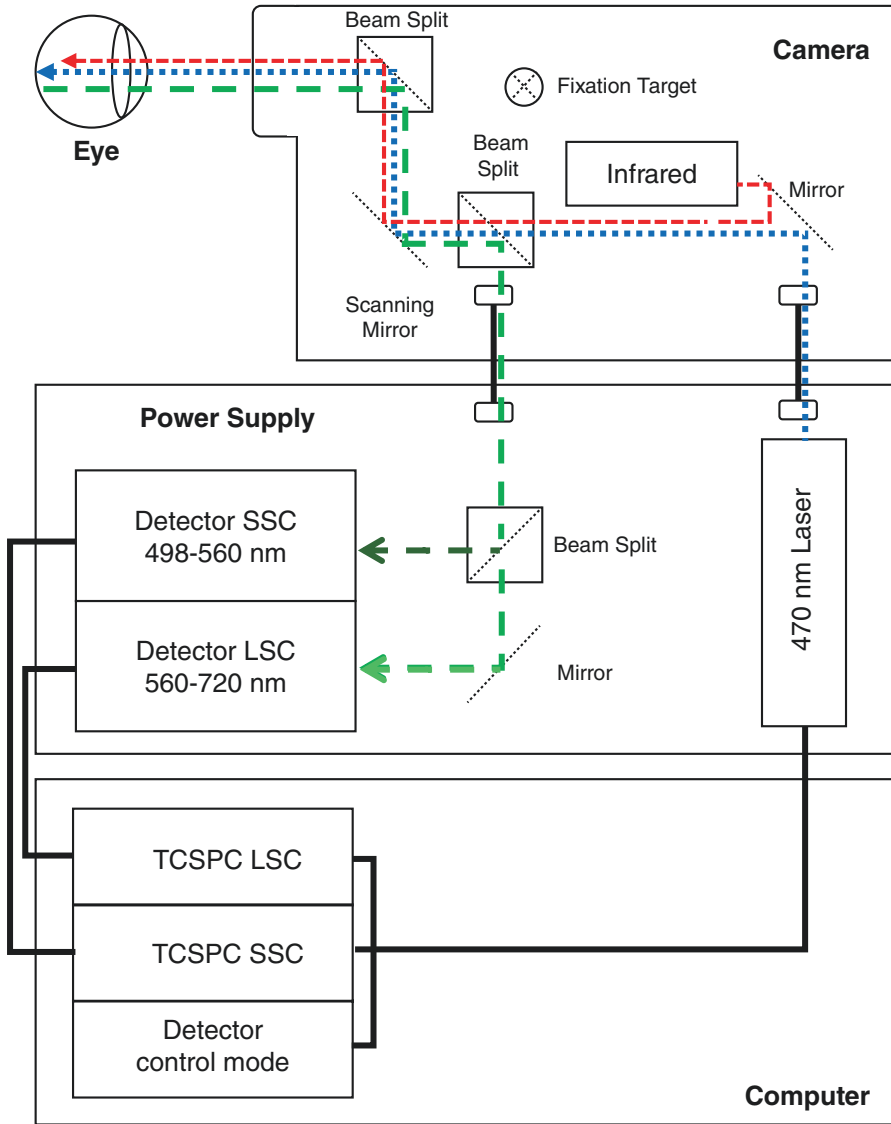 Beam Split
Camera
Fixation Target
Eye
Beam
Split
Infrared
Mirror
Scanning
Mirror
Power Supply
Detector SSC
498-560 nm
Beam Split
470 nm Laser
Detector LSC
560-720 nm
Mirror
TCSPC LSC
TCSPC SSC
Detector
control mode
Computer